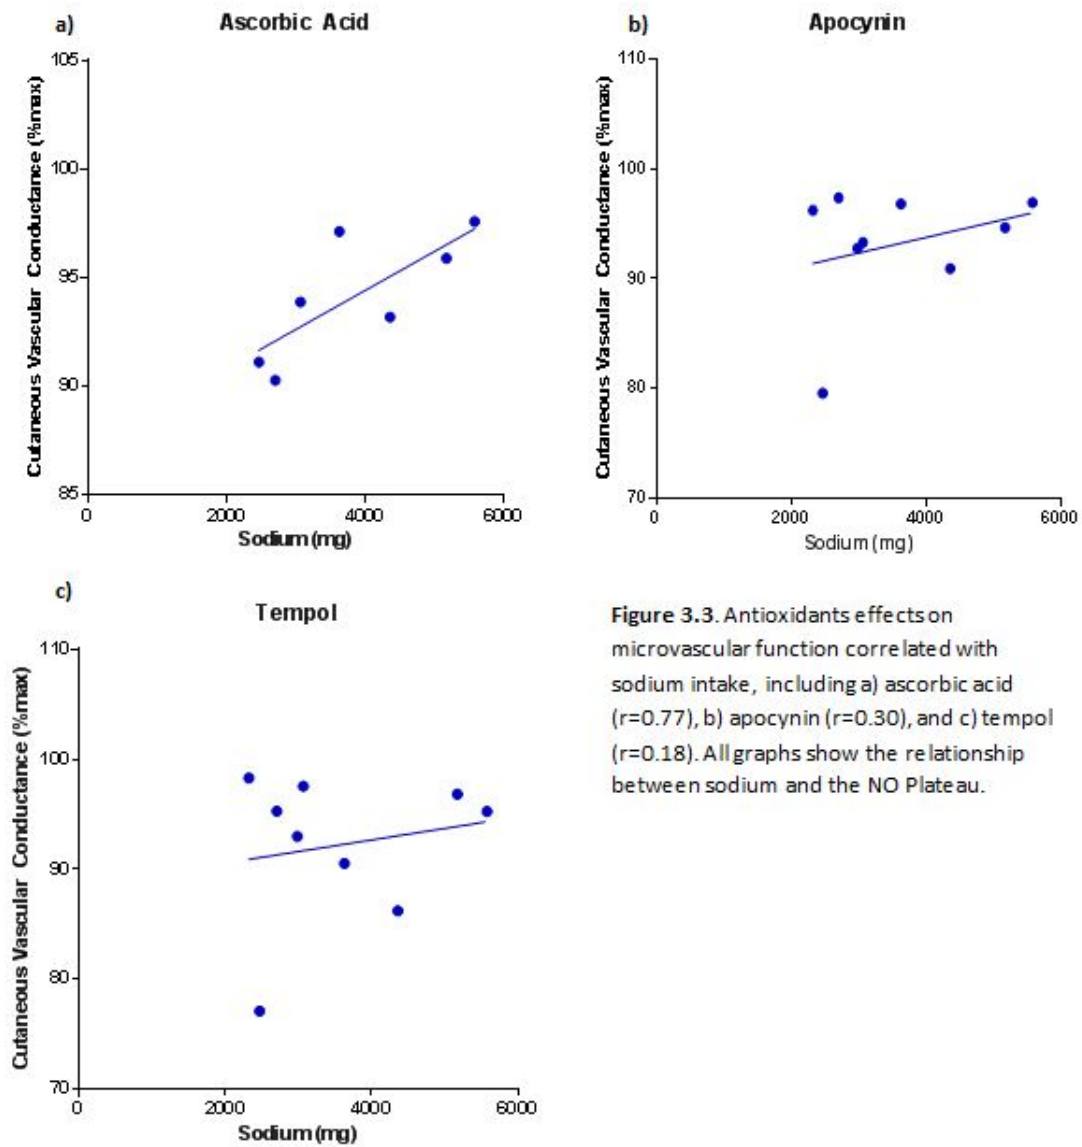 a)
Ascorbic Acid
Cutaneous Vascular Conductance (%max)
105
100
95
90
85
0
2000
4000
6000
Sodium (mg)
b)
Apocynin
Cutaneous Vascular Conductance (%max)
110
100
90
80
70
0
2000
4000
6000
Sodium (mg)
c)
Tempol
Cutaneous Vascular Conductance (%max)
110
100
90
80
70
0
2000
4000
6000
Sodium (mg)
Figure 3.3. Antioxidants effects on
microvascular function correlated with
sodium intake, including a) ascorbic acid
(r=0.77), b) apocynin (r=0.30), and c) tempol
(r=0.18). All graphs show the relationship
between sodium and the NO Plateau.